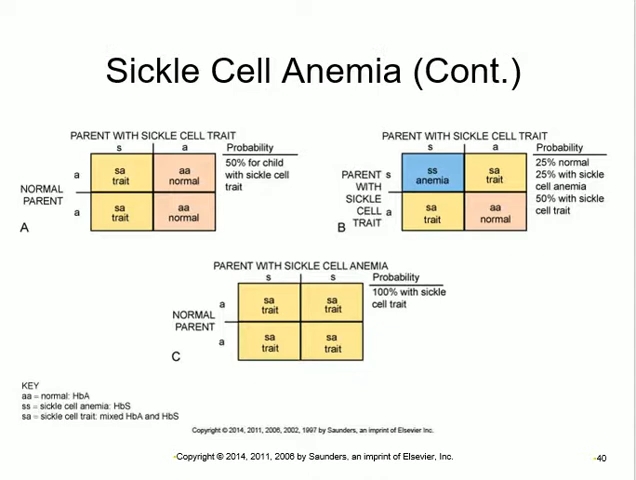 Sickle Cell Anemia (Cont.)
PARENT WITH SICKLE CELL TRAIT
s a
Probability
50% for child
with sickle cell
trait
NORMAL
PARENT
a
sa
trait
aa
normal
a
sa
trait
aa
normal
A
PARENT WITH SICKLE CELL TRAIT
s a
Probability
25% normal
25% with sickle
cell anemia
50% with sickle
cell trait
PARENT
WITH
SICKLE
CELL
TRAIT
s
ss
anemia
sa
trait
a
sa
trait
aa
normal
B
PARENT WITH SICKLE CELL ANEMIA
s s
Probability
100% with sickle
cell trait
NORMAL
PARENT
a
sa
trait
sa
trait
a
sa
trait
sa
trait
C
KEY
aa = normal: HbA
ss = sickle cell anemia: HbS
sa = sickle cell trait: mixed HbA and HbS
Copyright © 2014, 2011, 2006, 2002, 1997 by Saunders, an imprint of Elsevier Inc.
•Copyright © 2014, 2011, 2006 by Saunders, an imprint of Elsevier, Inc.
•40